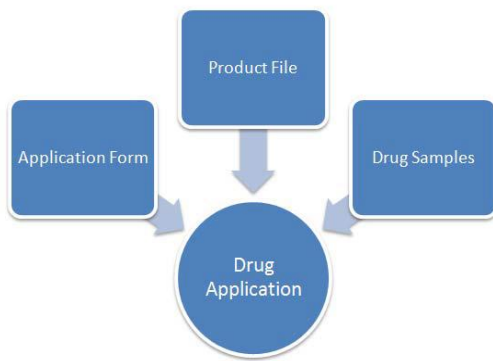 Product File
Application Form
Drug Samples
Drug
Application